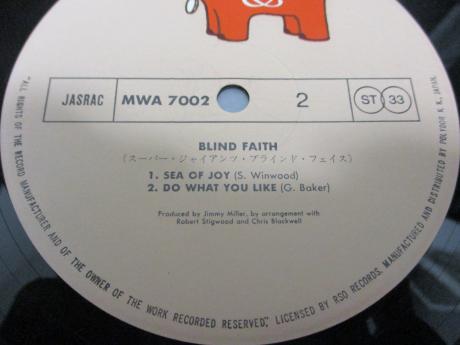 JASRAC
MWA 7002
2
ST 33
BLIND FAITH
(スーパー・ジャイアンツ・ブラインド・フェイス)
1. SEA OF JOY (S. Winwood)
2. DO WHAT YOU LIKE (G. Baker)
Produced by Jimmy Miller, by arrangement with
Robert Stigwood and Chris Blackwell
"ALL RIGHTS OF THE RECORD MANUFACTURER AND OF THE OWNER OF THE WORK RECORDED RESERVED", LICENSED BY RSO RECORDS. MANUFACTURED AND DISTRIBUTED BY POLYDOR K. K., JAPAN.